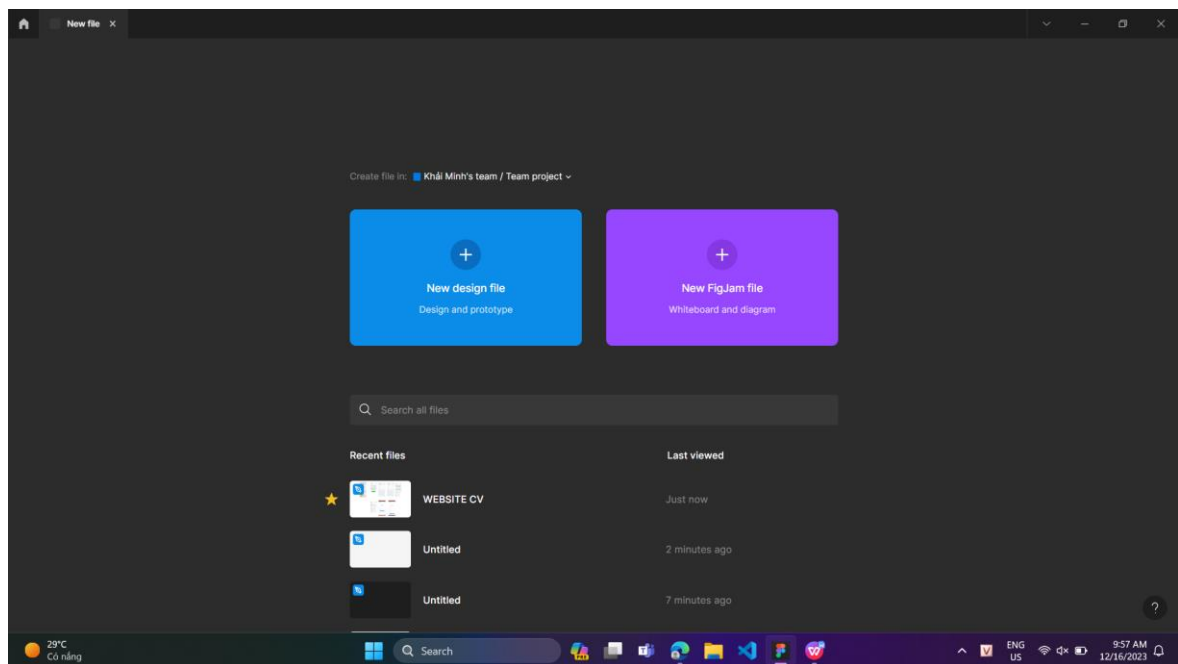 New file
Create file in: Khải Minh's team / Team project
New design file
Design and prototype
New FigJam file
Whiteboard and diagram
Search all files
Recent files Last viewed
WEBSITE CV Just now
Untitled 2 minutes ago
Untitled 7 minutes ago
?
29°C
Có nắng
Search
PRE
V
ENG
US
9:57 AM
12/16/2023